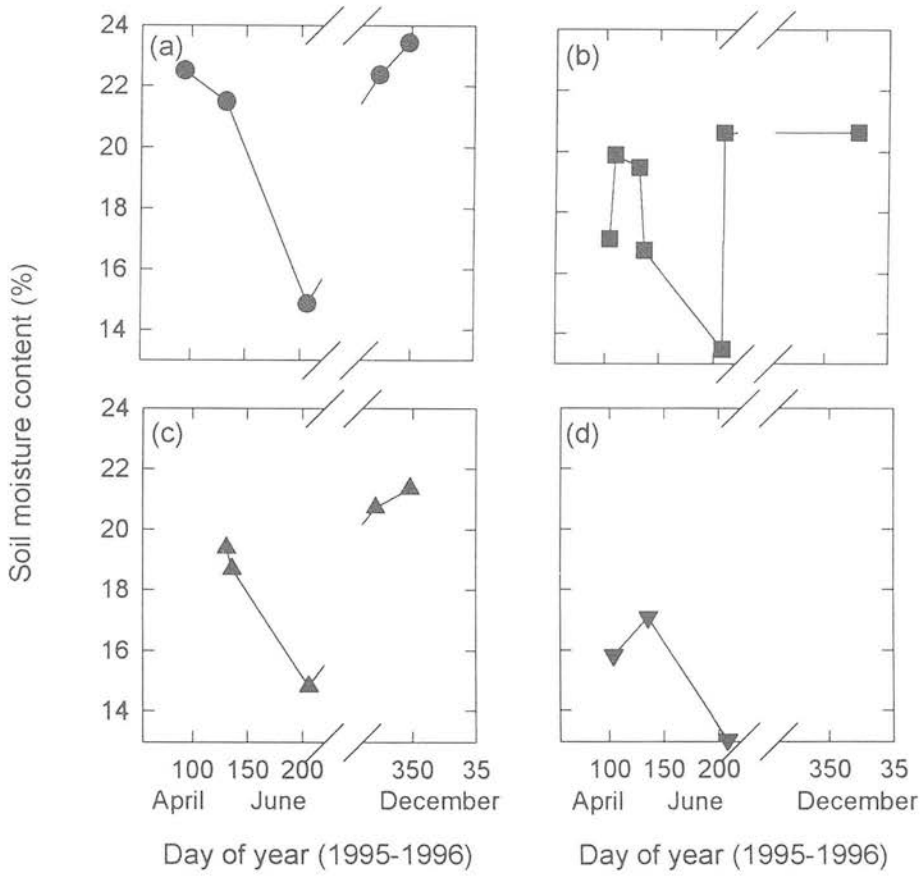 Soil moisture content (%)
24
22
20
18
16
14
(a)
(b)
24
22
20
18
16
14
(c)
(d)
100 150 200 350 35
April June December
100 150 200 350 35
April June December
Day of year (1995-1996)
Day of year (1995-1996)